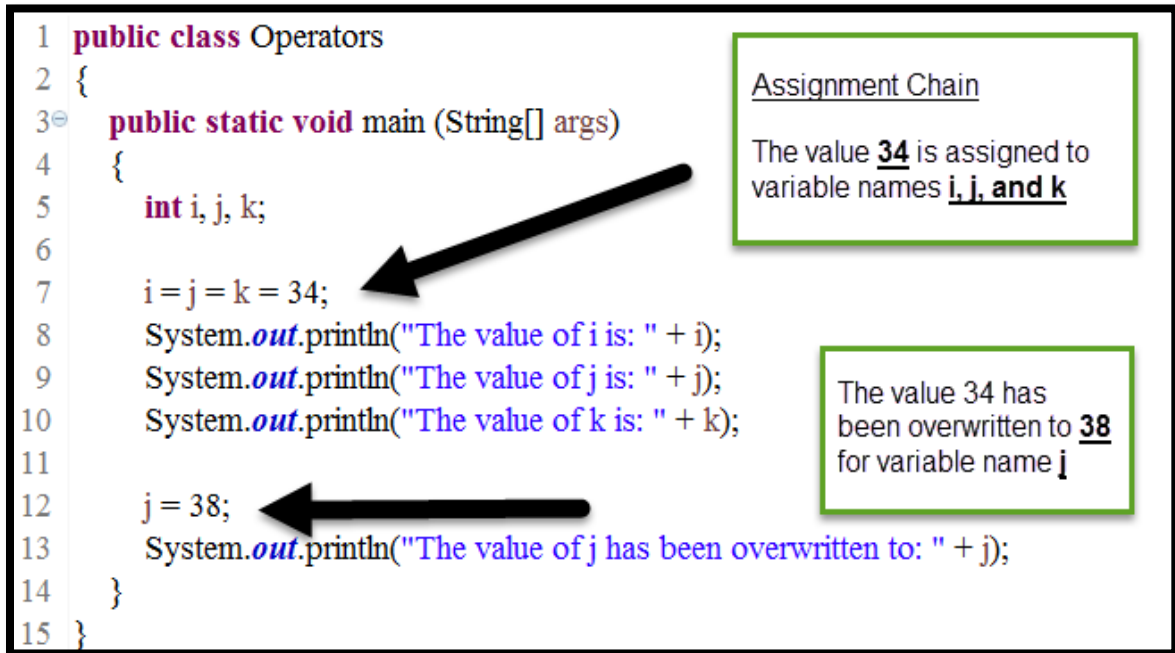 1 public class Operators
2 {
3 public static void main (String[] args)
4 {
5 int i, j, k;
6
7 i = j = k = 34;
8 System.out.println("The value of i is: " + i);
9 System.out.println("The value of j is: " + j);
10 System.out.println("The value of k is: " + k);
11
12 j = 38;
13 System.out.println("The value of j has been overwritten to: " + j);
14 }
15 }
Assignment Chain
The value 34 is assigned to
variable names i, j, and k
The value 34 has
been overwritten to 38
for variable name j